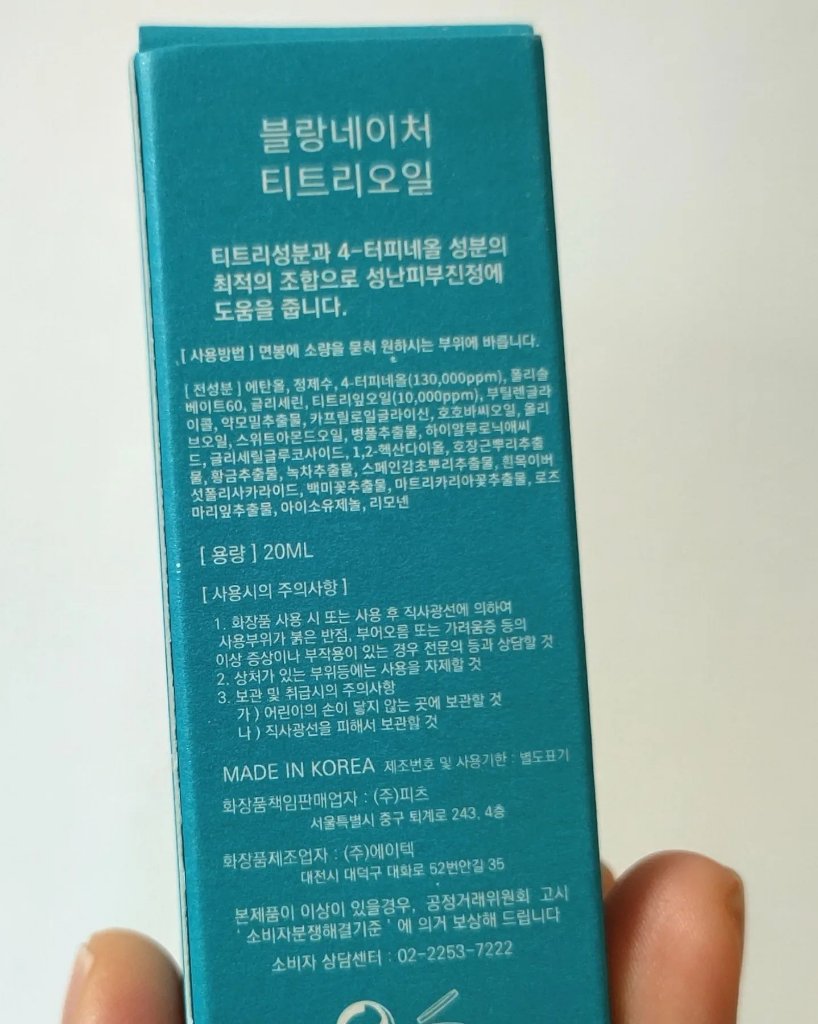 블랑네이처
티트리오일
티트리성분과 4-터피네올 성분의
최적의 조합으로 성난피부진정에
도움을 줍니다.
[ 사용방법 ] 면봉에 소량을 묻혀 원하시는 부위에 바릅니다.
[ 전성분 ] 에탄올, 정제수, 4-터피네올(130,000ppm), 폴리솔
베이트60, 글리세린, 티트리잎오일(10,000ppm), 부틸렌글라
이콜, 약모밀추출물, 카프릴로일글라이신, 호호바씨오일, 올리
브오일, 스위트아몬드오일, 병풀추출물, 하이알루로닉애씨
드, 글리세릴글루코사이드, 1,2-헥산다이올, 호장근뿌리추출
물, 황금추출물, 녹차추출물, 스페인감초뿌리추출물, 흰목이버
섯폴리사카라이드, 백미꽃추출물, 마트리카리아꽃추출물, 로즈
마리잎추출물, 아이소유제놀, 리모넨
[ 용량 ] 20ML
[ 사용시의 주의사항 ]
1. 화장품 사용 시 또는 사용 후 직사광선에 의하여
사용부위가 붉은 반점, 부어오름 또는 가려움증 등의
이상 증상이나 부작용이 있는 경우 전문의 등과 상담할 것
2. 상처가 있는 부위등에는 사용을 자제할 것
3. 보관 및 취급시의 주의사항
가 ) 어린이의 손이 닿지 않는 곳에 보관할 것
나 ) 직사광선을 피해서 보관할 것
MADE IN KOREA 제조번호 및 사용기한 : 별도표기
화장품책임판매업자 : (주)피츠
서울특별시 중구 퇴계로 243, 4층
화장품제조업자 : (주)에이텍
대전시 대덕구 대화로 52번안길 35
본제품이 이상이 있을경우, 공정거래위원회 고시
' 소비자분쟁해결기준 ' 에 의거 보상해 드립니다
소비자 상담센터 : 02-2253-7222